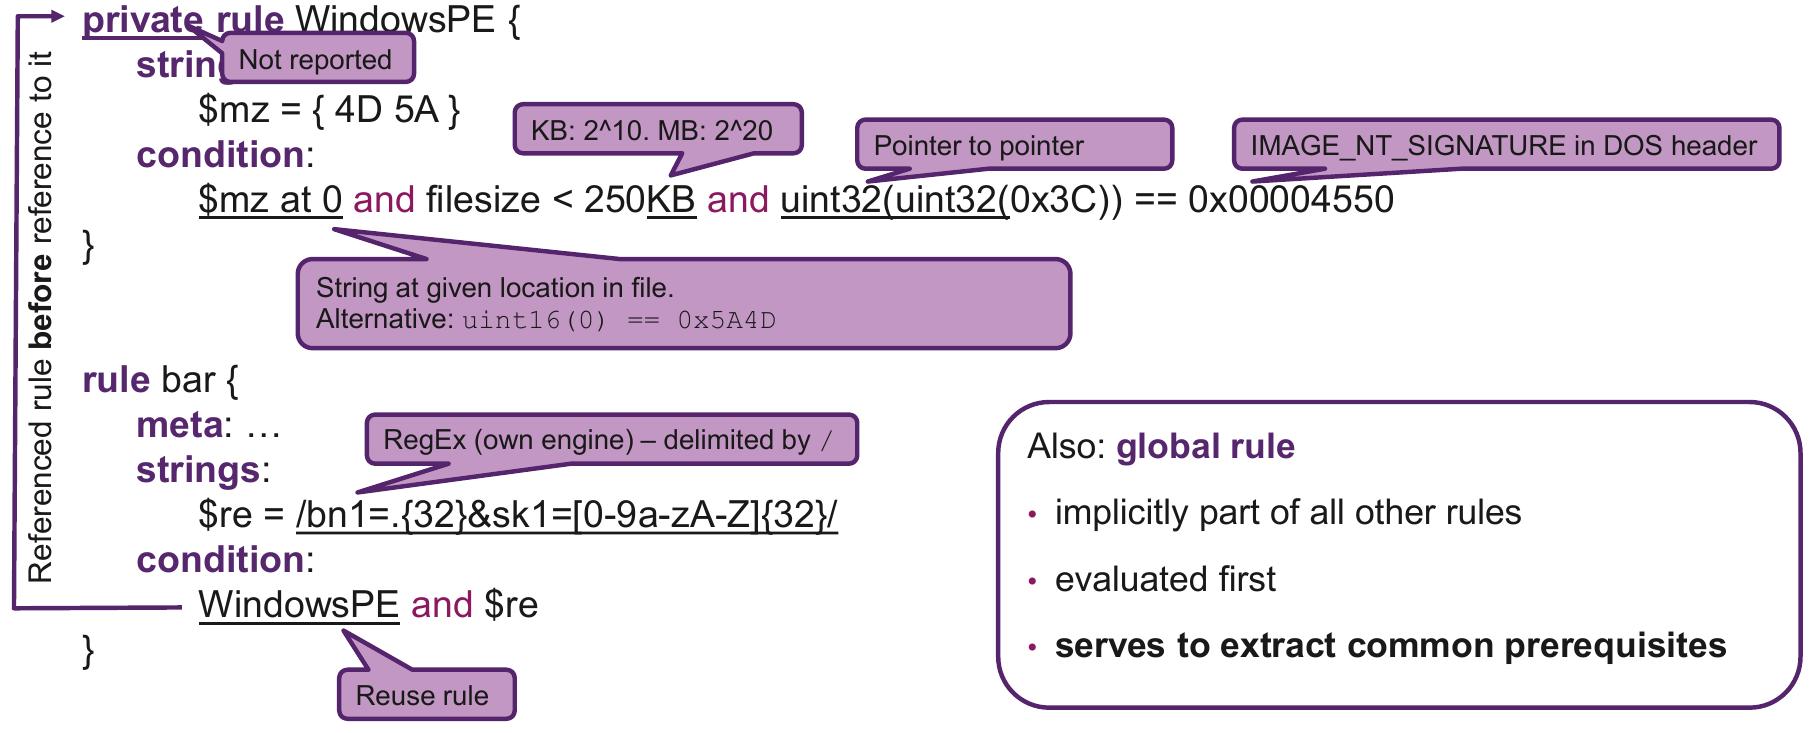 private rule WindowsPE {
Not reported
string
$mz = { 4D 5A }
KB: 2^10. MB: 2^20
Pointer to pointer
IMAGE_NT_SIGNATURE in DOS header
condition:
$mz at 0 and filesize < 250KB and uint32(uint32(0x3C)) == 0x00004550
}
String at given location in file.
Alternative: uint16(0) == 0x5A4D
Referenced rule before reference to it
rule bar {
meta: …
RegEx (own engine) – delimited by /
strings:
$re = /bn1=.{32}&sk1=[0-9a-zA-Z]{32}/
condition:
WindowsPE and $re
}
Reuse rule
Also: global rule
• implicitly part of all other rules
• evaluated first
• serves to extract common prerequisites